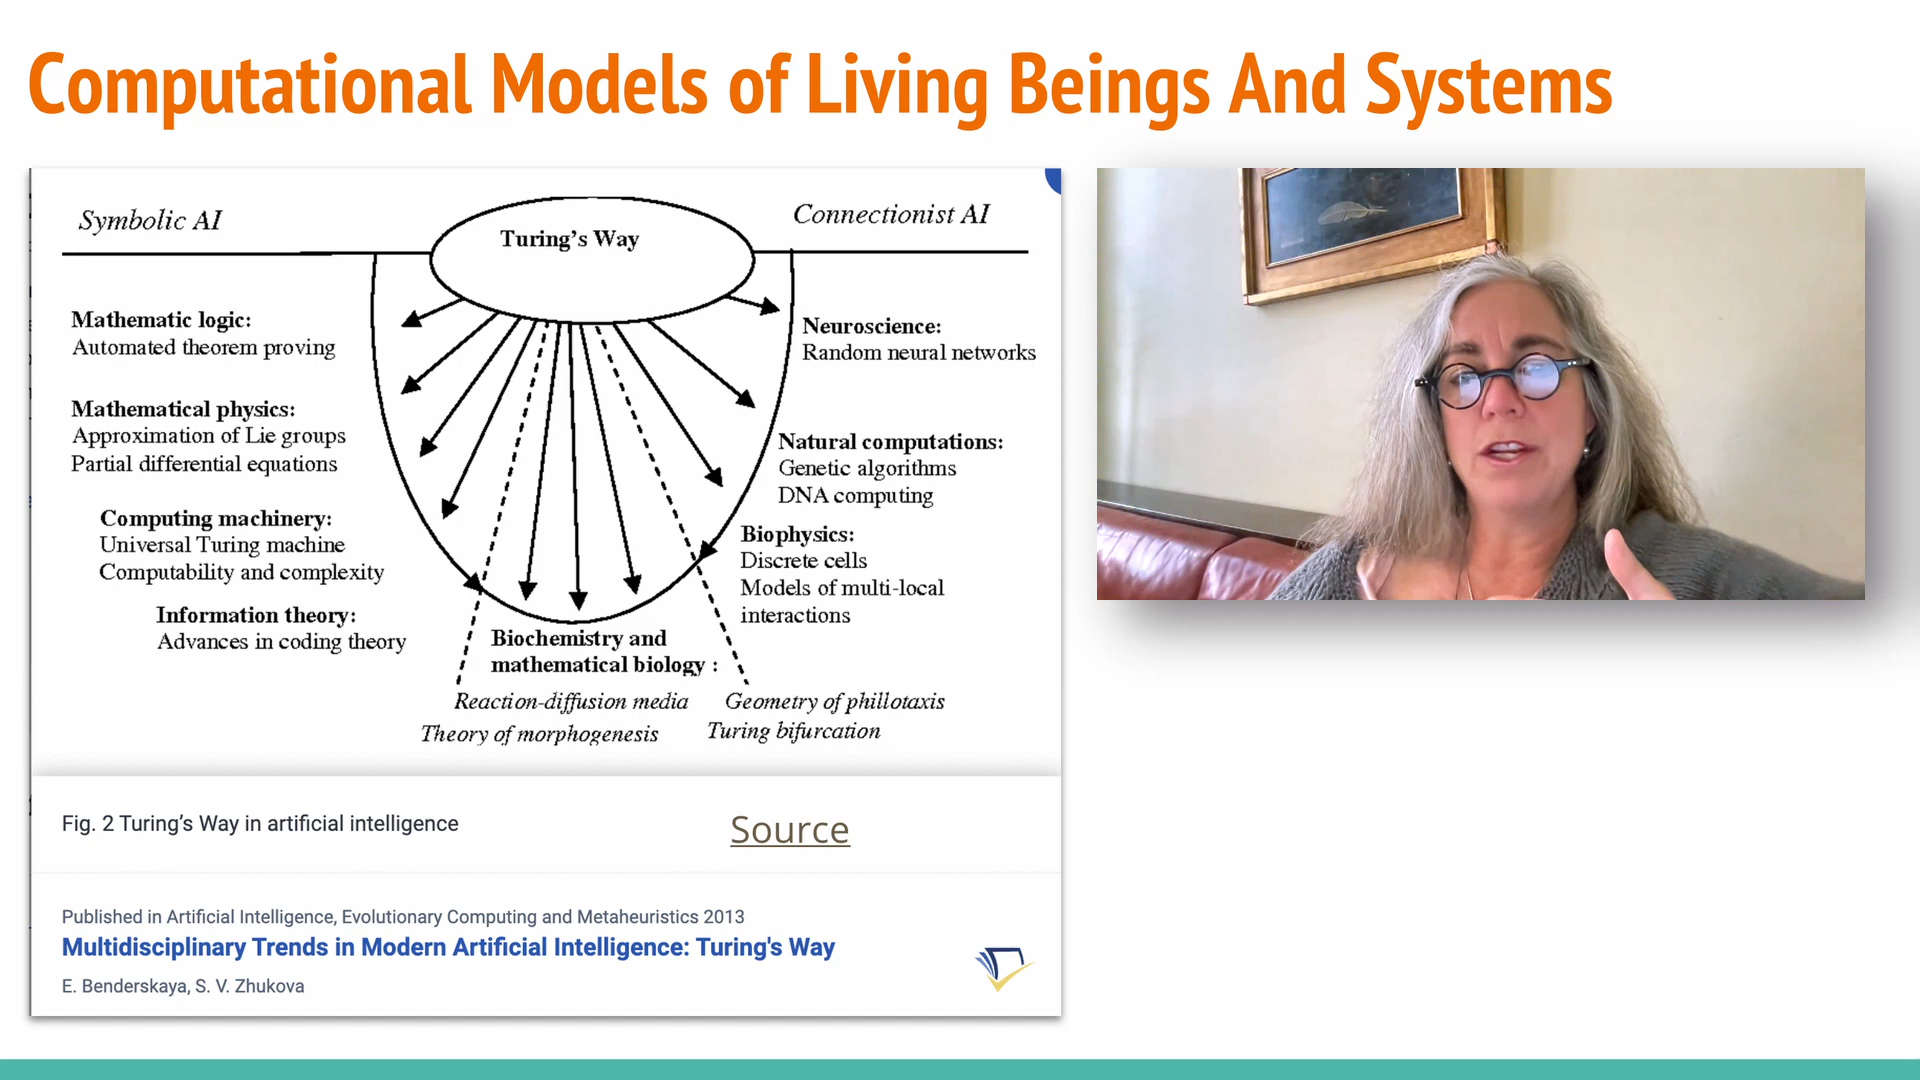 Computational Models of Living Beings And Systems
Symbolic AI
Turing's Way
Connectionist AI
Mathematic logic:
Automated theorem proving
Mathematical physics:
Approximation of Lie groups
Partial differential equations
Computing machinery:
Universal Turing machine
Computability and complexity
Information theory:
Advances in coding theory
Neuroscience:
Random neural networks
Natural computations:
Genetic algorithms
DNA computing
Biophysics:
Discrete cells
Models of multi-local
interactions
Biochemistry and
mathematical biology :
Reaction-diffusion media
Theory of morphogenesis
Geometry of phillotaxis
Turing bifurcation
Fig. 2 Turing's Way in artificial intelligence
Source
Published in Artificial Intelligence, Evolutionary Computing and Metaheuristics 2013
Multidisciplinary Trends in Modern Artificial Intelligence: Turing's Way
E. Benderskaya, S. V. Zhukova